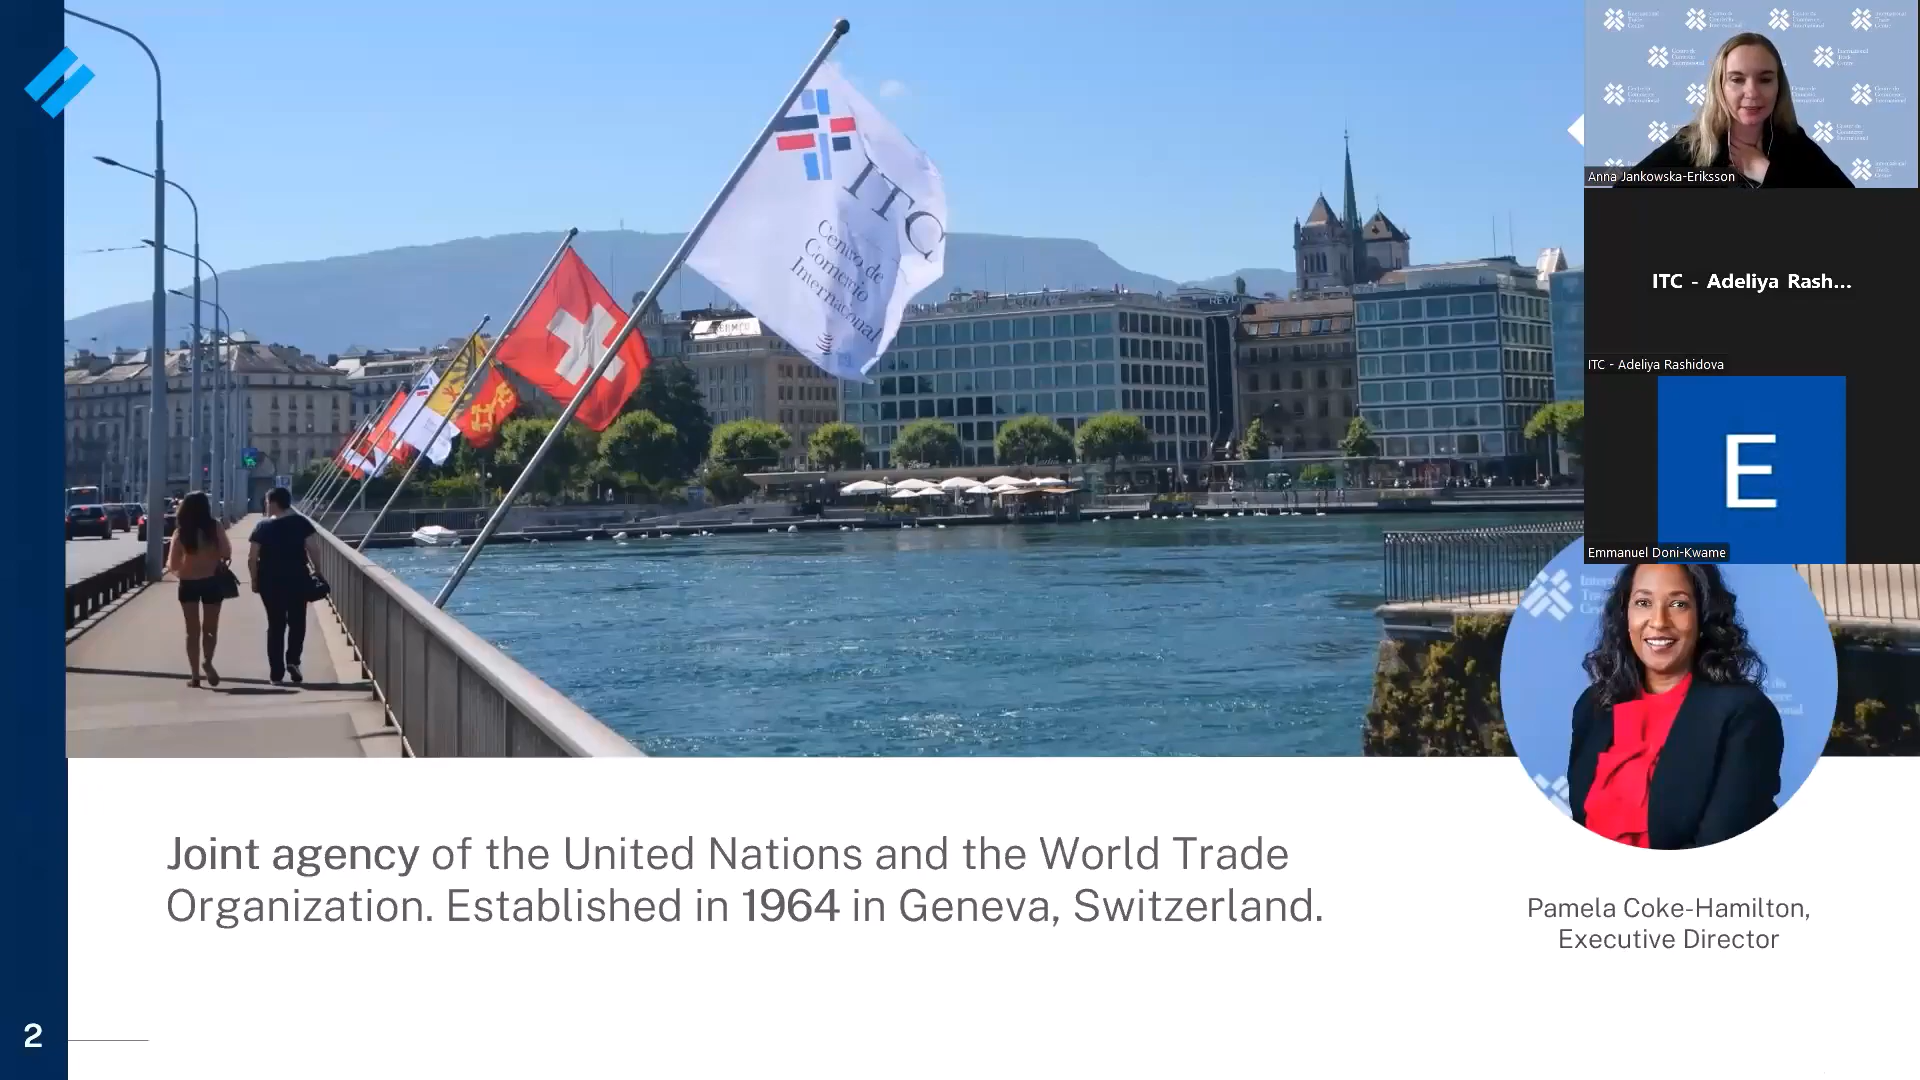 ITC
Centro de
Comercio
Internacional
Anna Jankowska-Eriksson
ITC - Adeliya Rash...
ITC - Adeliya Rashidova
E
Emmanuel Doni-Kwame
Joint agency of the United Nations and the World Trade
Organization. Established in 1964 in Geneva, Switzerland.
Pamela Coke-Hamilton,
Executive Director
2